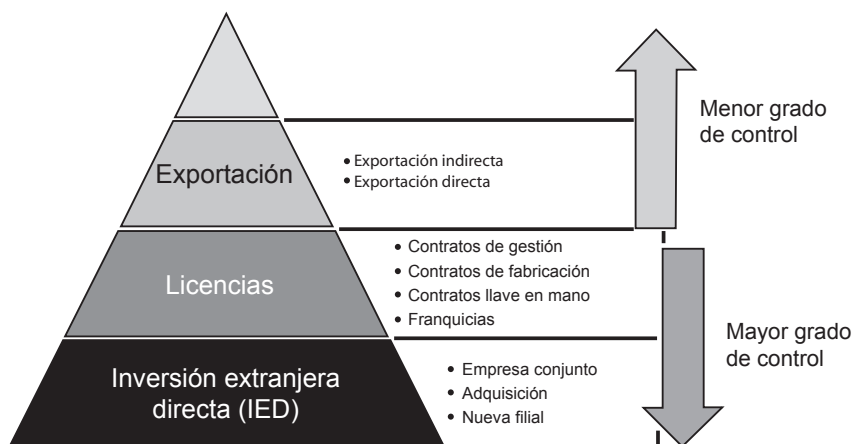 Menor grado
de control
Exportación
• Exportación indirecta
• Exportación directa
Licencias
• Contratos de gestión
• Contratos de fabricación
• Contratos llave en mano
• Franquicias
Mayor grado
de control
Inversión extranjera
directa (IED)
• Empresa conjunto
• Adquisición
• Nueva filial